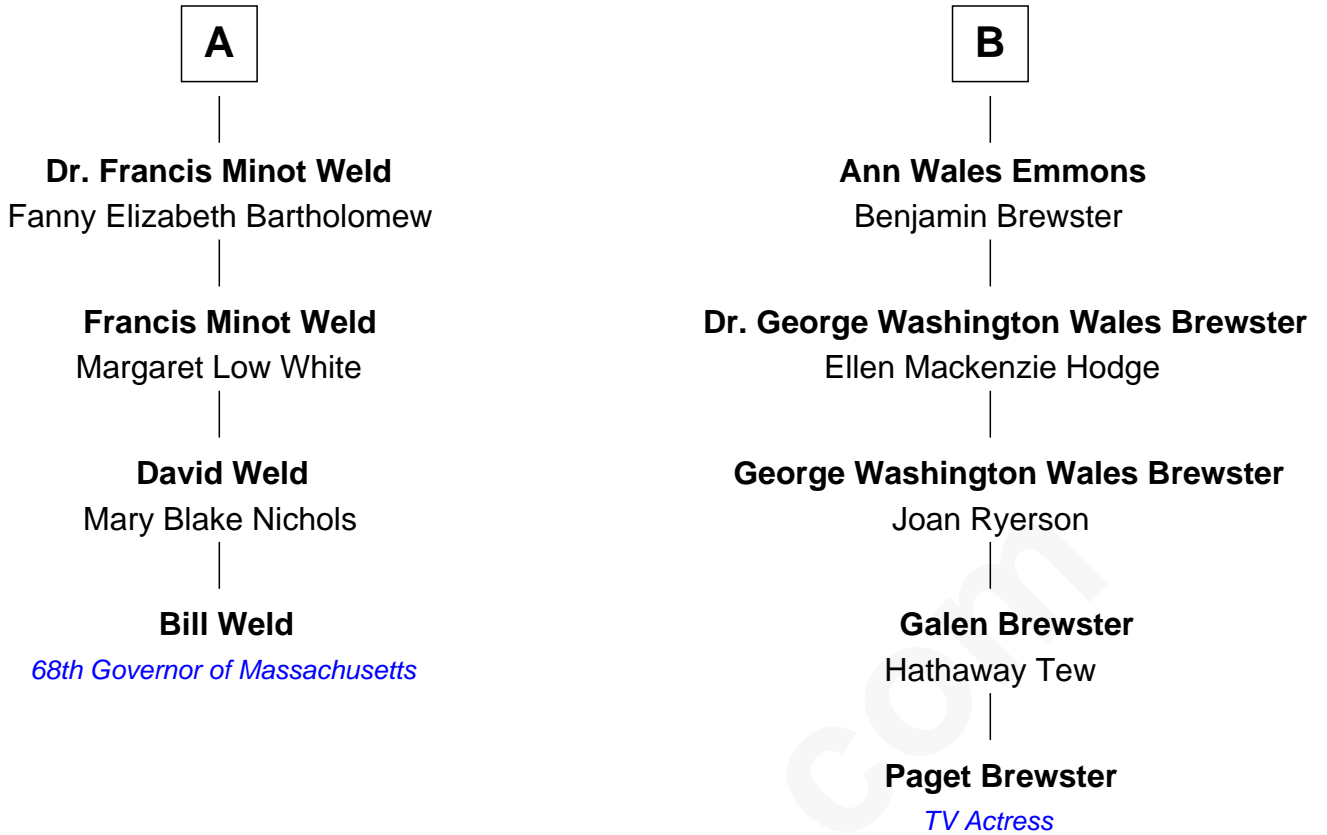 A
Dr. Francis Minot Weld
Fanny Elizabeth Bartholomew
Francis Minot Weld
Margaret Low White
David Weld
Mary Blake Nichols
Bill Weld
68th Governor of Massachusetts
B
Ann Wales Emmons
Benjamin Brewster
Dr. George Washington Wales Brewster
Ellen Mackenzie Hodge
George Washington Wales Brewster
Joan Ryerson
Galen Brewster
Hathaway Tew
Paget Brewster
TV Actress
com